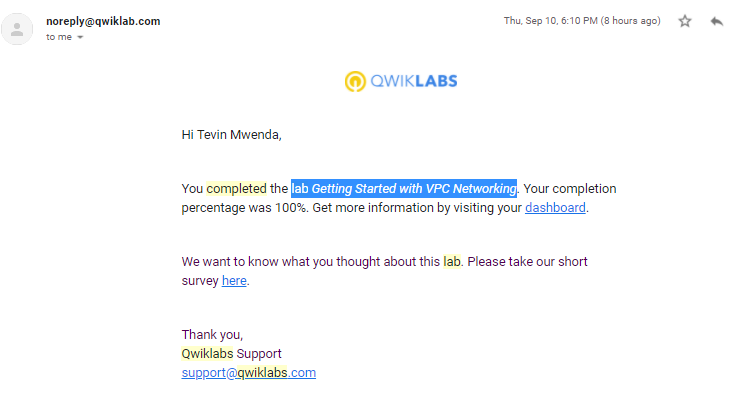 noreply@qwiklab.com
Thu, Sep 10, 6:10 PM (8 hours ago)
to me
QWIKLABS
Hi Tevin Mwenda,
You completed the lab Getting Started with VPC Networking. Your completion
percentage was 100%. Get more information by visiting your dashboard.
We want to know what you thought about this lab. Please take our short
survey here.
Thank you,
Qwiklabs Support
support@qwiklabs.com